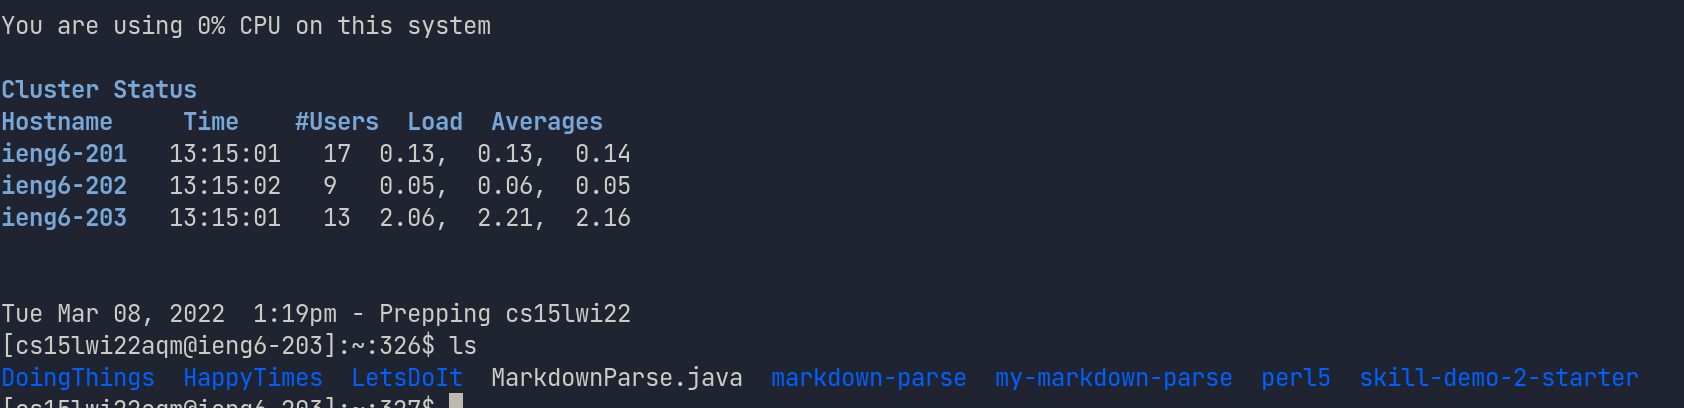 You are using 0% CPU on this system
Cluster Status
Hostname     Time    #Users  Load  Averages
ieng6-201   13:15:01   17  0.13,  0.13,  0.14
ieng6-202   13:15:02   9   0.05,  0.06,  0.05
ieng6-203   13:15:01   13  2.06,  2.21,  2.16
Tue Mar 08, 2022  1:19pm - Prepping cs15lwi22
[cs15lwi22aqm@ieng6-203]:~:326$ ls
DoingThings  HappyTimes  LetsDoIt  MarkdownParse.java  markdown-parse  my-markdown-parse  perl5  skill-demo-2-starter
[cs15lwi22aqm@ieng6-203]:~:327$